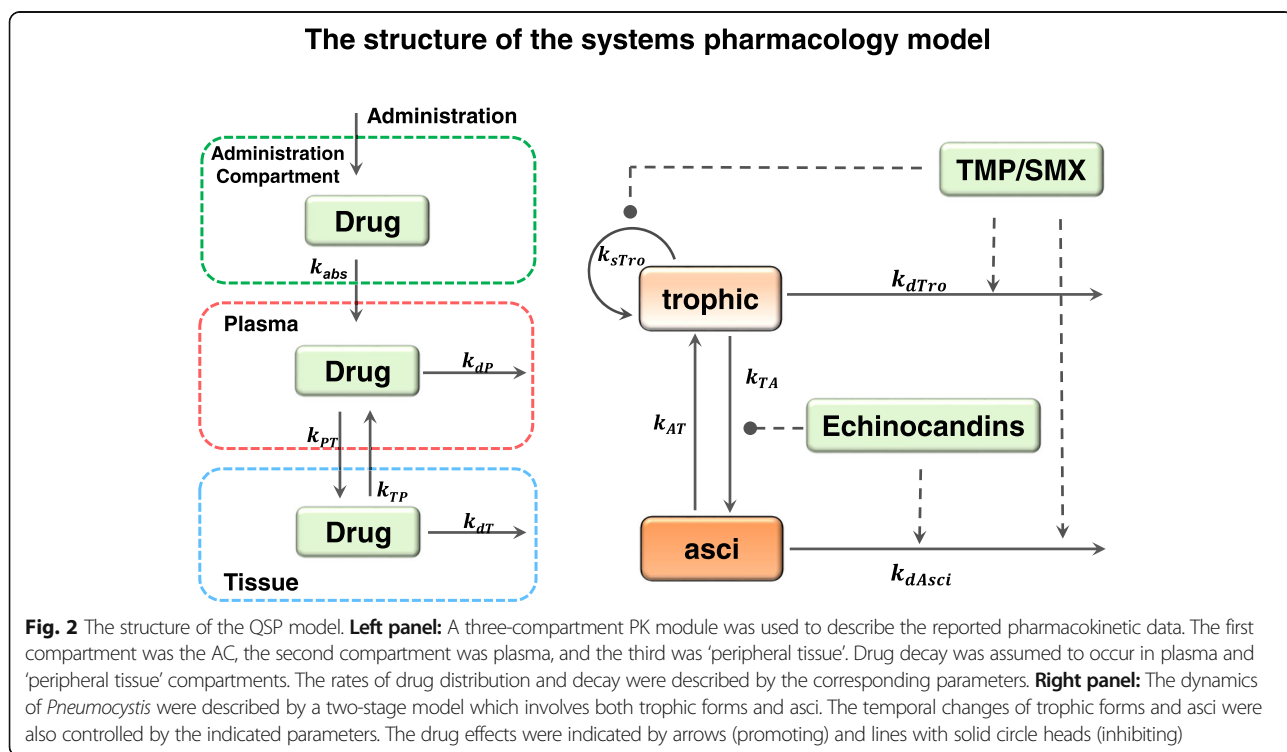 The structure of the systems pharmacology model
Administration
Administration
Compartment
Drug
k_abs
Plasma
Drug
k_dP
k_PT
k_TP
Drug
k_dT
Tissue
TMP/SMX
k_sTro
trophic
k_dTro
k_TA
k_AT
Echinocandins
asci
k_dAsci
Fig. 2 The structure of the QSP model. Left panel: A three-compartment PK module was used to describe the reported pharmacokinetic data. The first
compartment was the AC, the second compartment was plasma, and the third was ‘peripheral tissue’. Drug decay was assumed to occur in plasma and
‘peripheral tissue’ compartments. The rates of drug distribution and decay were described by the corresponding parameters. Right panel: The dynamics
of Pneumocystis were described by a two-stage model which involves both trophic forms and asci. The temporal changes of trophic forms and asci were
also controlled by the indicated parameters. The drug effects were indicated by arrows (promoting) and lines with solid circle heads (inhibiting)